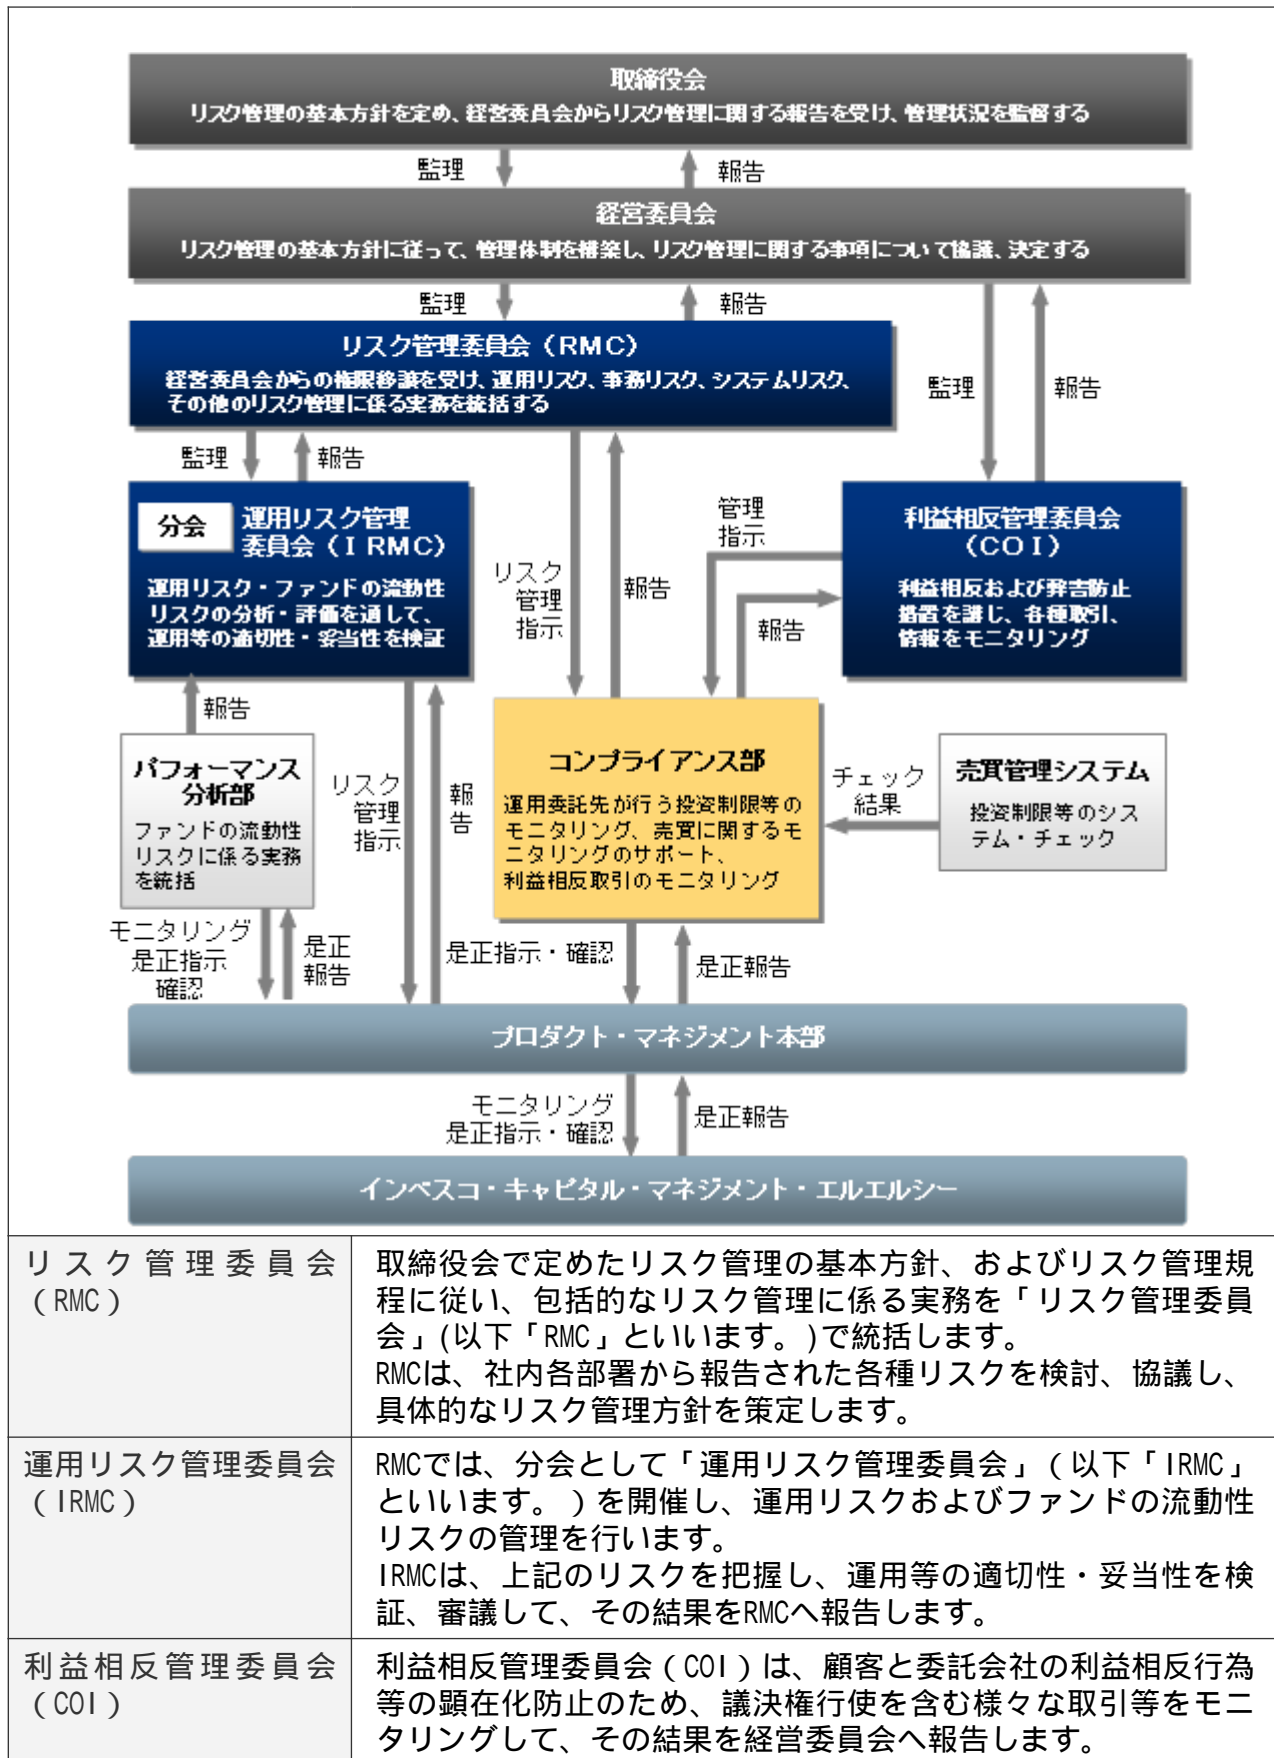 取締役会
リスク管理の基本方針を定め、経営委員会からリスク管理に関する報告を受け、管理状況を監督する
監理
報告
経営委員会
リスク管理の基本方針に従って、管理体制を構築し、リスク管理に関する事項について協議、決定する
監理
報告
リスク管理委員会（RMC）
経営委員会からの権限移譲を受け、運用リスク、事務リスク、システムリスク、
その他のリスク管理に係る実務を統括する
監理
報告
監理
報告
分会
運用リスク管理
委員会（IRMC）
運用リスク・ファンドの流動性
リスクの分析・評価を通して、
運用等の適切性・妥当性を検証
リスク
管理
指示
報告
管理
指示
報告
利益相反管理委員会
（COI）
利益相反および弊害防止
措置を講じ、各種取引、
情報をモニタリング
報告
パフォーマンス
分析部
ファンドの流動性
リスクに係る実務
を統括
リスク
管理
指示
報
告
コンプライアンス部
運用委託先が行う投資制限等の
モニタリング、売買に関するモ
ニタリングのサポート、
利益相反取引のモニタリング
チェック
結果
売買管理システム
投資制限等のシス
テム・チェック
モニタリング
是正指示
確認
是正
報告
是正指示・確認
是正報告
プロダクト・マネジメント本部
モニタリング
是正指示・確認
是正報告
インベスコ・キャピタル・マネジメント・エルエルシー
リスク管理委員会
（RMC）
取締役会で定めたリスク管理の基本方針、およびリスク管理規
程に従い、包括的なリスク管理に係る実務を「リスク管理委員
会」(以下「RMC」といいます。)で統括します。
RMCは、社内各部署から報告された各種リスクを検討、協議し、
具体的なリスク管理方針を策定します。
運用リスク管理委員会
（IRMC）
RMCでは、分会として「運用リスク管理委員会」（以下「IRMC」
といいます。）を開催し、運用リスクおよびファンドの流動性
リスクの管理を行います。
IRMCは、上記のリスクを把握し、運用等の適切性・妥当性を検
証、審議して、その結果をRMCへ報告します。
利益相反管理委員会
（COI）
利益相反管理委員会（COI）は、顧客と委託会社の利益相反行為
等の顕在化防止のため、議決権行使を含む様々な取引等をモニ
タリングして、その結果を経営委員会へ報告します。